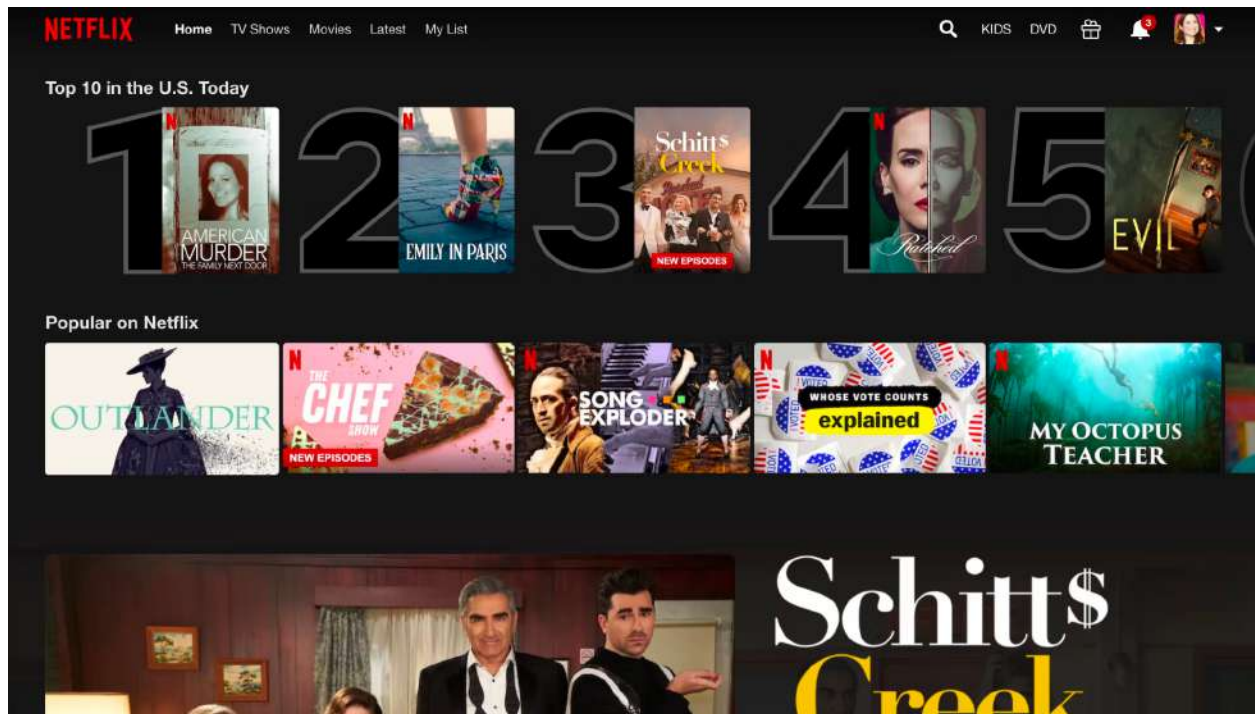 NETFLIX Home TV Shows Movies Latest My List KIDS DVD 3
Top 10 in the U.S. Today
1 2 3 4 5
N
AMERICAN
MURDER
THE FAMILY NEXT DOOR
N
EMILY IN PARIS
Schitt$
Creek
NEW EPISODES
N
Ratched
EVIL
Popular on Netflix
OUTLANDER
N
THE
CHEF
SHOW
NEW EPISODES
N
SONG
EXPLODER
N
WHOSE VOTE COUNTS
explained
I VOTED
N
MY OCTOPUS
TEACHER
Schitt$
Creek